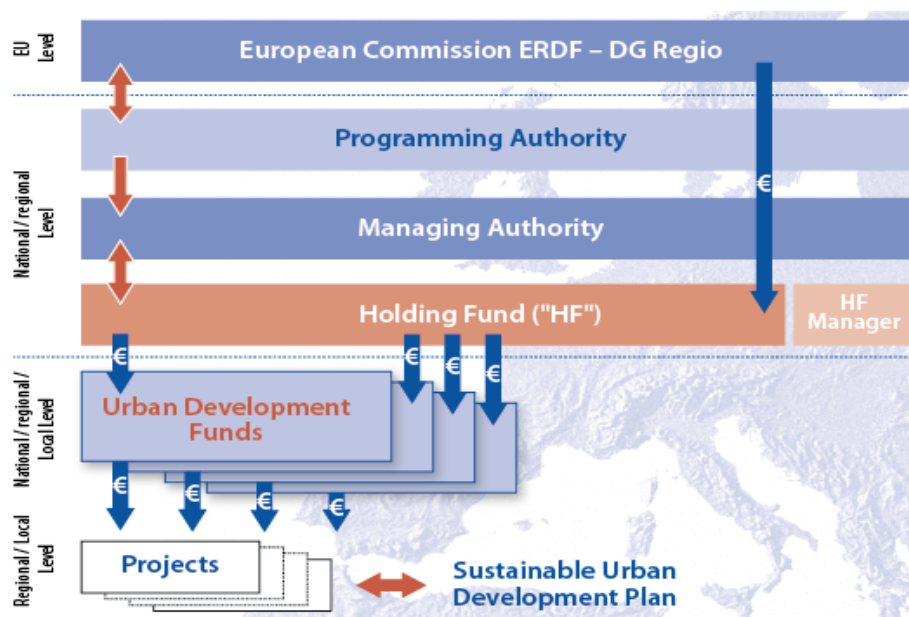 EU
Level
European Commission ERDF – DG Regio
National / regional
Level
Programming Authority
€
Managing Authority
Holding Fund ("HF")
HF
Manager
€
€
€
€
National / regional /
Local Level
Urban Development
Funds
€
€
€
€
Regional / Local
Level
Projects
Sustainable Urban
Development Plan